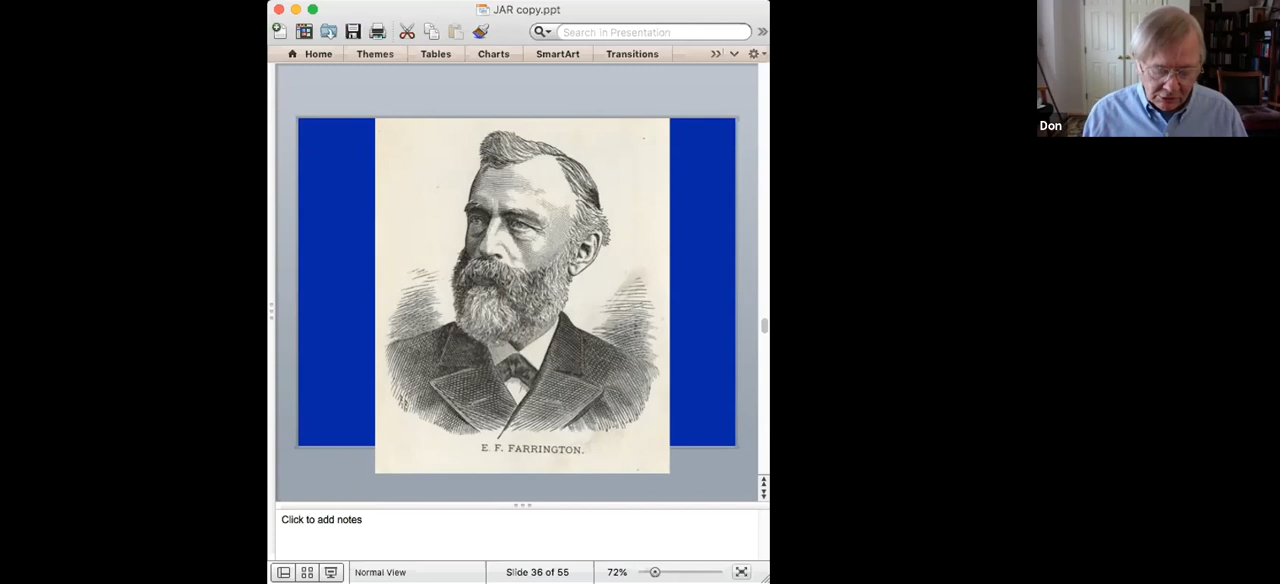 JAR copy.ppt
Search in Presentation
Home Themes Tables Charts SmartArt Transitions
Don
E. F. FARRINGTON.
Click to add notes
Normal View Slide 36 of 55 72%